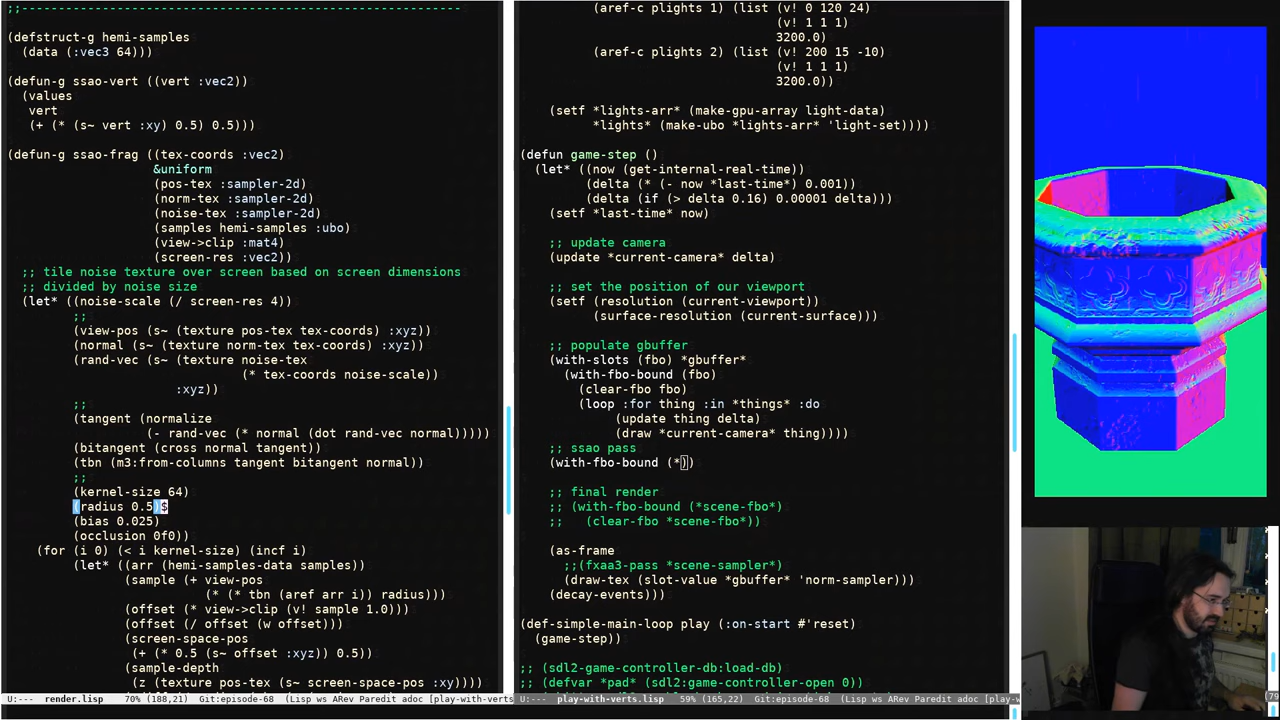 ;;-------------------------------------------------------------
(defstruct-g hemi-samples
(data (:vec3 64)))
(defun-g ssao-vert ((vert :vec2)
(values
vert
(+ (* (s~ vert :xy) 0.5) 0.5)))
(defun-g ssao-frag ((tex-coords :vec2)
&uniform
(pos-tex :sampler-2d)
(norm-tex :sampler-2d)
(noise-tex :sampler-2d)
(samples hemi-samples :ubo)
(view->clip :mat4)
(screen-res :vec2))
;; tile noise texture over screen based on screen dimensions
;; divided by noise size
(let* ((noise-scale (/ screen-res 4))
;;
(view-pos (s~ (texture pos-tex tex-coords) :xyz))
(normal (s~ (texture norm-tex tex-coords) :xyz))
(rand-vec (s~ (texture noise-tex
(* tex-coords noise-scale))
:xyz))
;;
(tangent (normalize
(- rand-vec (* normal (dot rand-vec normal)))))
(bitangent (cross normal tangent))
(tbn (m3:from-columns tangent bitangent normal))
;;
(kernel-size 64)
(radius 0.5)$
(bias 0.025)
(occlusion 0f0))
(for (i 0) (< i kernel-size) (incf i)
(let* ((arr (hemi-samples-data samples))
(sample (+ view-pos
(* (* tbn (aref arr i)) radius)))
(offset (* view->clip (v! sample 1.0)))
(offset (/ offset (w offset)))
(screen-space-pos
(+ (* 0.5 (s~ offset :xyz)) 0.5))
(sample-depth
(z (texture pos-tex (s~ screen-space-pos :xy))))
U:--- render.lisp 70% (188,21) Git:episode-68 (Lisp ws ARev Paredit adoc [play-with-verts
(aref-c plights 1) (list (v! 0 120 24)
(v! 1 1 1)
3200.0)
(aref-c plights 2) (list (v! 200 15 -10)
(v! 1 1 1)
3200.0))
(setf *lights-arr* (make-gpu-array light-data)
*lights* (make-ubo *lights-arr* 'light-set))))
(defun game-step ()
(let* ((now (get-internal-real-time))
(delta (* (- now *last-time*) 0.001))
(delta (if (> delta 0.16) 0.00001 delta)))
(setf *last-time* now)
;; update camera
(update *current-camera* delta)
;; set the position of our viewport
(setf (resolution (current-viewport))
(surface-resolution (current-surface)))
;; populate gbuffer
(with-slots (fbo) *gbuffer*
(with-fbo-bound (fbo)
(clear-fbo fbo)
(loop :for thing :in *things* :do
(update thing delta)
(draw *current-camera* thing))))
;; ssao pass
(with-fbo-bound (*))
;; final render
;; (with-fbo-bound (*scene-fbo*)
;; (clear-fbo *scene-fbo*))
(as-frame
;;(fxaa3-pass *scene-sampler*)
(draw-tex (slot-value *gbuffer* 'norm-sampler)))
(decay-events)))
(def-simple-main-loop play (:on-start #'reset)
(game-step))
;; (sdl2-game-controller-db:load-db)
;; (defvar *pad* (sdl2:game-controller-open 0))
U:--- play-with-verts.lisp 59% (165,22) Git:episode-68 (Lisp ws ARev Paredit adoc [play-w